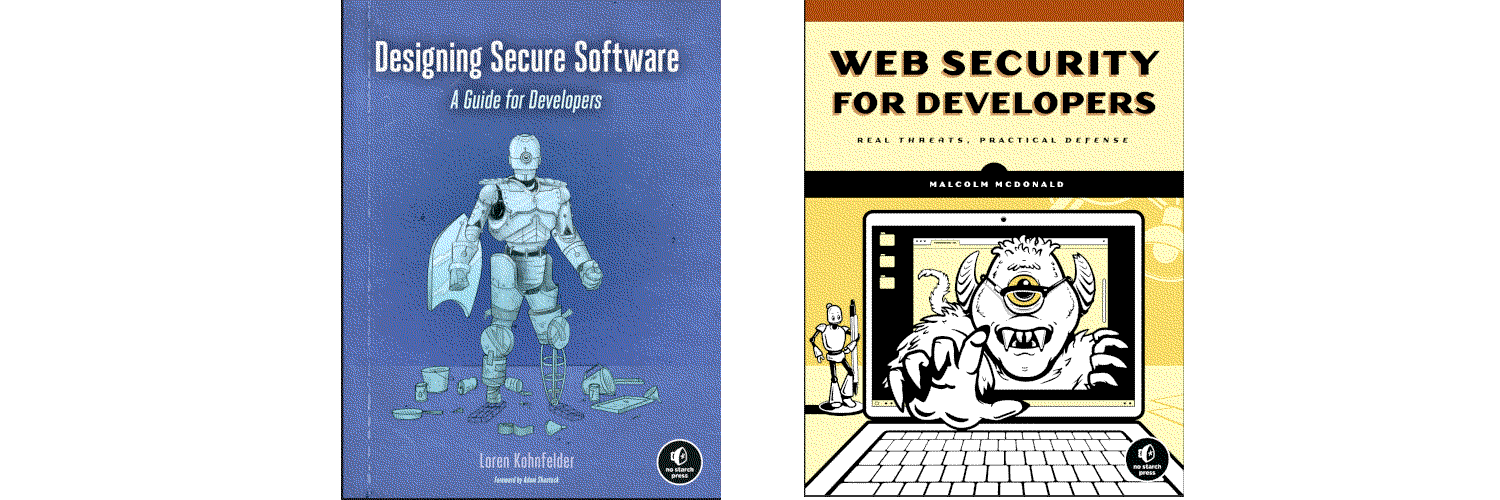 Designing Secure Software
A Guide for Developers
Loren Kohnfelder
Foreword by Adam Shostack
no starch
press
WEB SECURITY
FOR DEVELOPERS
REAL THREATS, PRACTICAL DEFENSE
MALCOLM MCDONALD
no starch
press